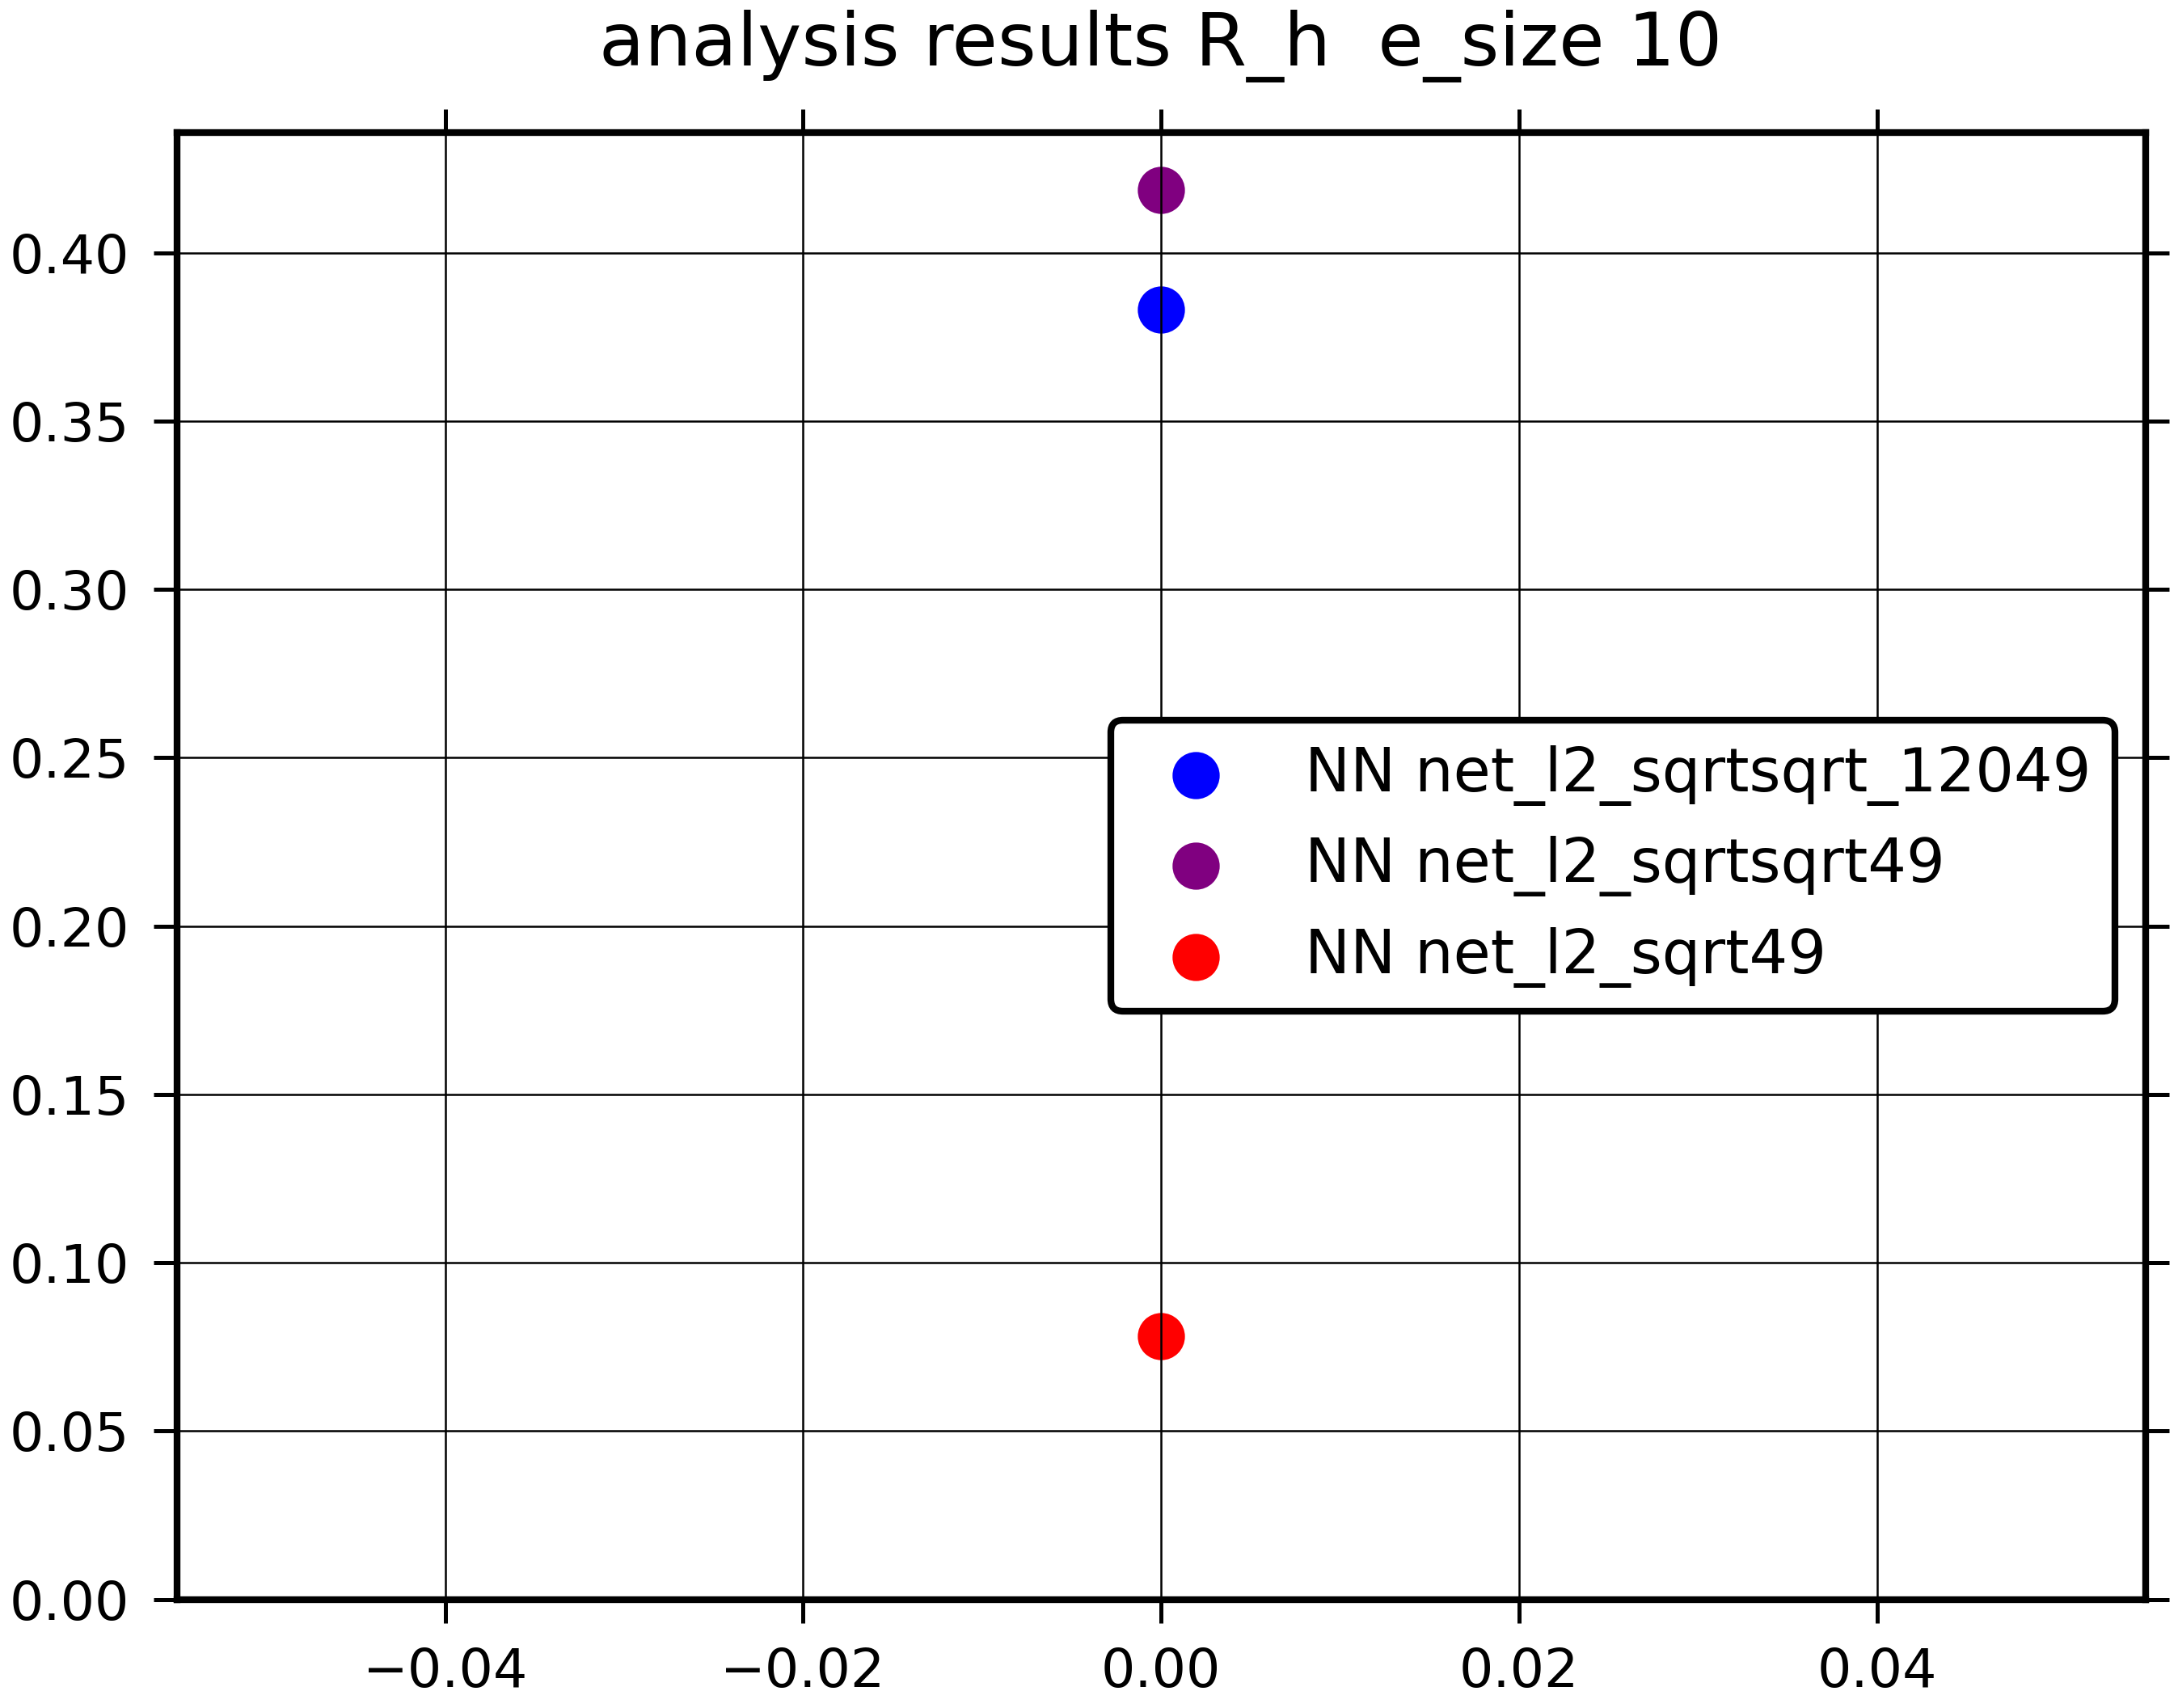 analysis results R_h  e_size 10
0.40
0.35
0.30
0.25
0.20
0.15
0.10
0.05
0.00
NN net_l2_sqrtsqrt_12049
NN net_l2_sqrtsqrt49
NN net_l2_sqrt49
−0.04 −0.02 0.00 0.02 0.04